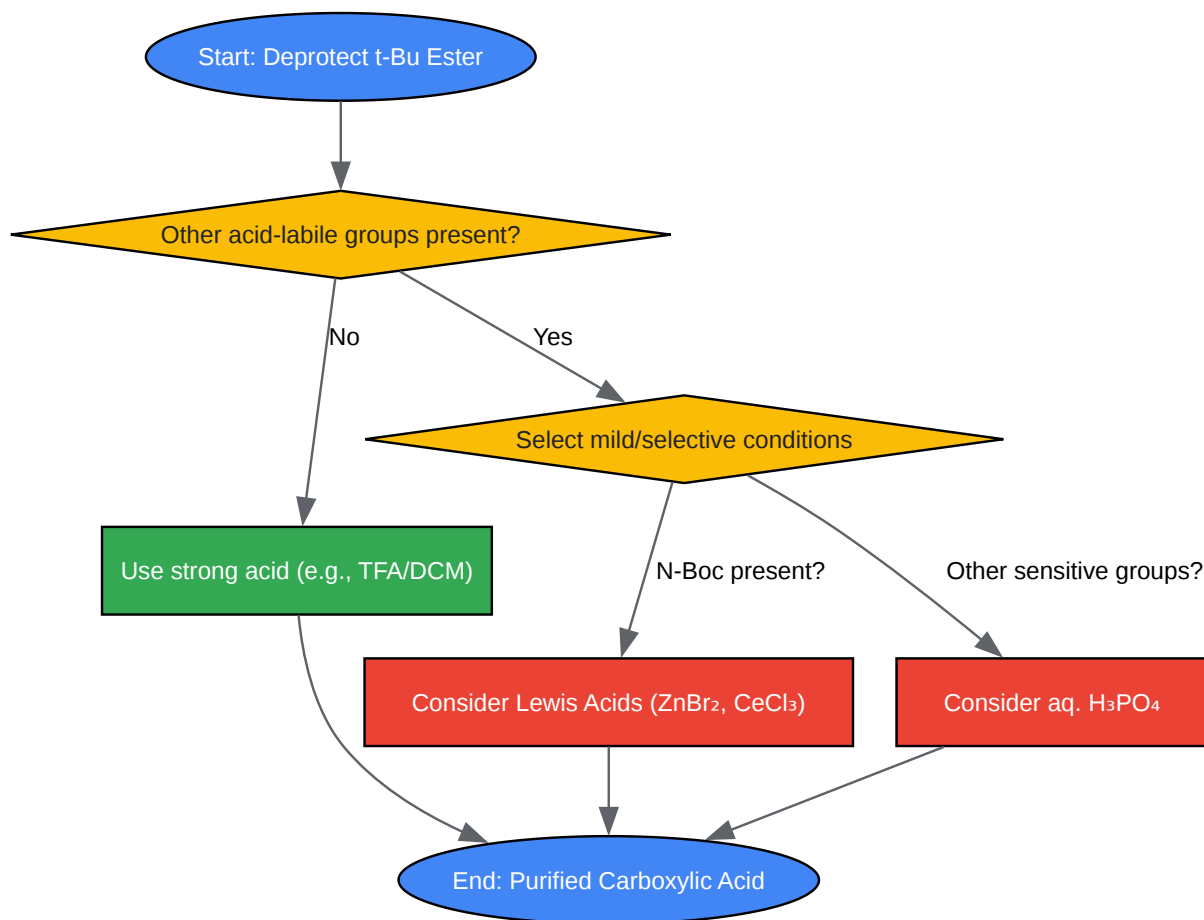 Start: Deprotect t-Bu Ester
Other acid-labile groups present?
No
Yes
Select mild/selective conditions
Use strong acid (e.g., TFA/DCM)
N-Boc present?
Other sensitive groups?
Consider Lewis Acids (ZnBr₂, CeCl₃)
Consider aq. H₃PO₄
End: Purified Carboxylic Acid